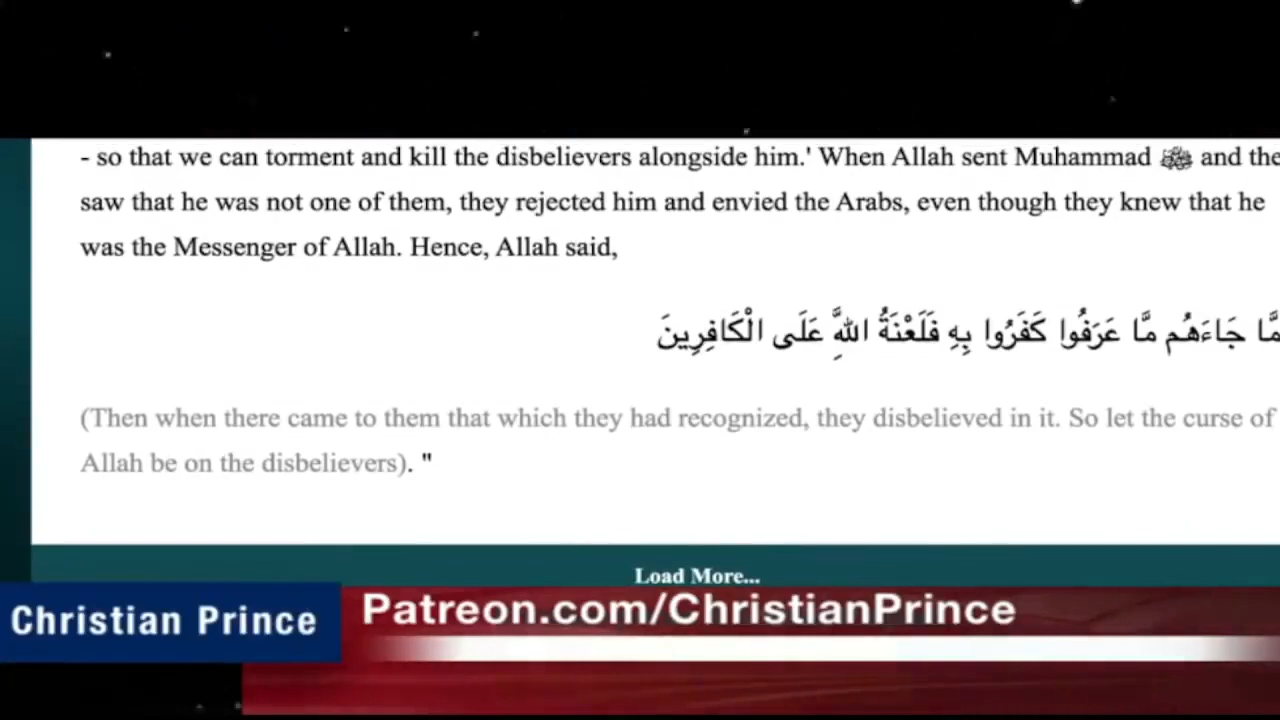 - so that we can torment and kill the disbelievers alongside him.' When Allah sent Muhammad ﷺ and the
saw that he was not one of them, they rejected him and envied the Arabs, even though they knew that he
was the Messenger of Allah. Hence, Allah said,
مَّا جَاءَهُم مَّا عَرَفُوا كَفَرُوا بِهِ فَلَعْنَةُ اللَّهِ عَلَى الْكَافِرِينَ
(Then when there came to them that which they had recognized, they disbelieved in it. So let the curse of
Allah be on the disbelievers). "
Load More...
Christian Prince
Patreon.com/ChristianPrince